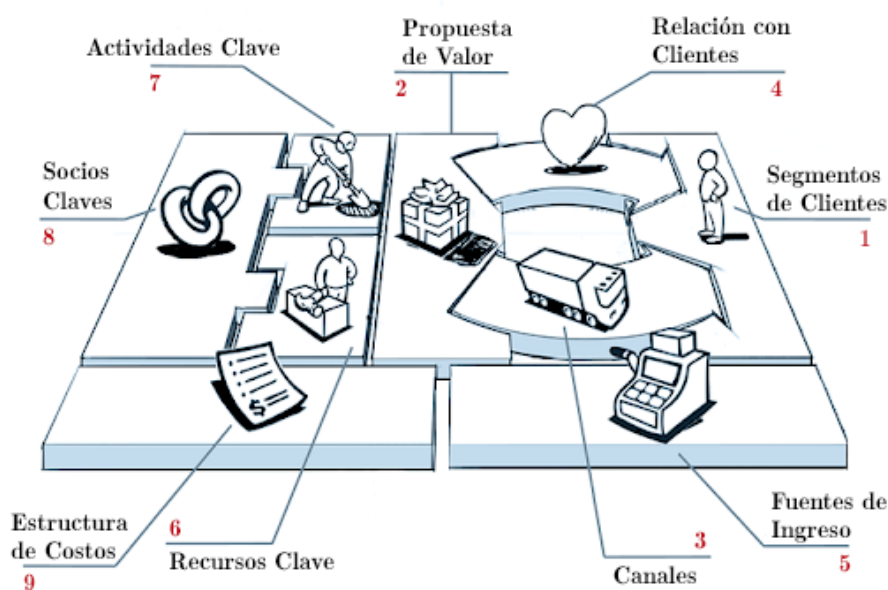 Actividades Clave
7
Propuesta
de Valor
2
Relación con
Clientes
4
Socios
Claves
8
Segmentos
de Clientes
1
Estructura
de Costos
9
6
Recursos Clave
3
Canales
Fuentes de
Ingreso
5
$